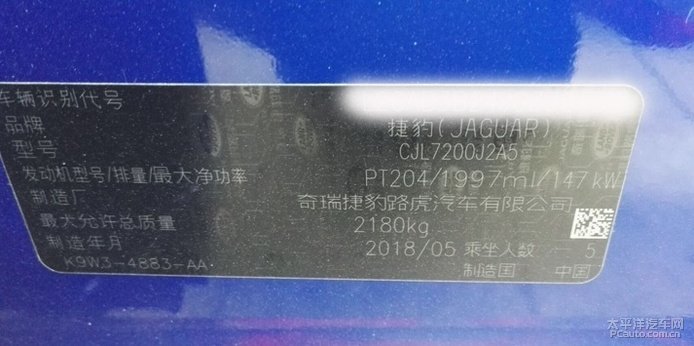 车辆识别代号
品牌 捷豹(JAGUAR)
型号 CJL7200J2A5
发动机型号/排量/最大净功率 PT204/1997ml/147kW
制造厂 奇瑞捷豹路虎汽车有限公司
最大允许总质量 2180kg
制造年月 2018/05 乘坐人数 5
K9W3-4883-AA 制造国 中国
太平洋汽车网
PCauto.com.cn